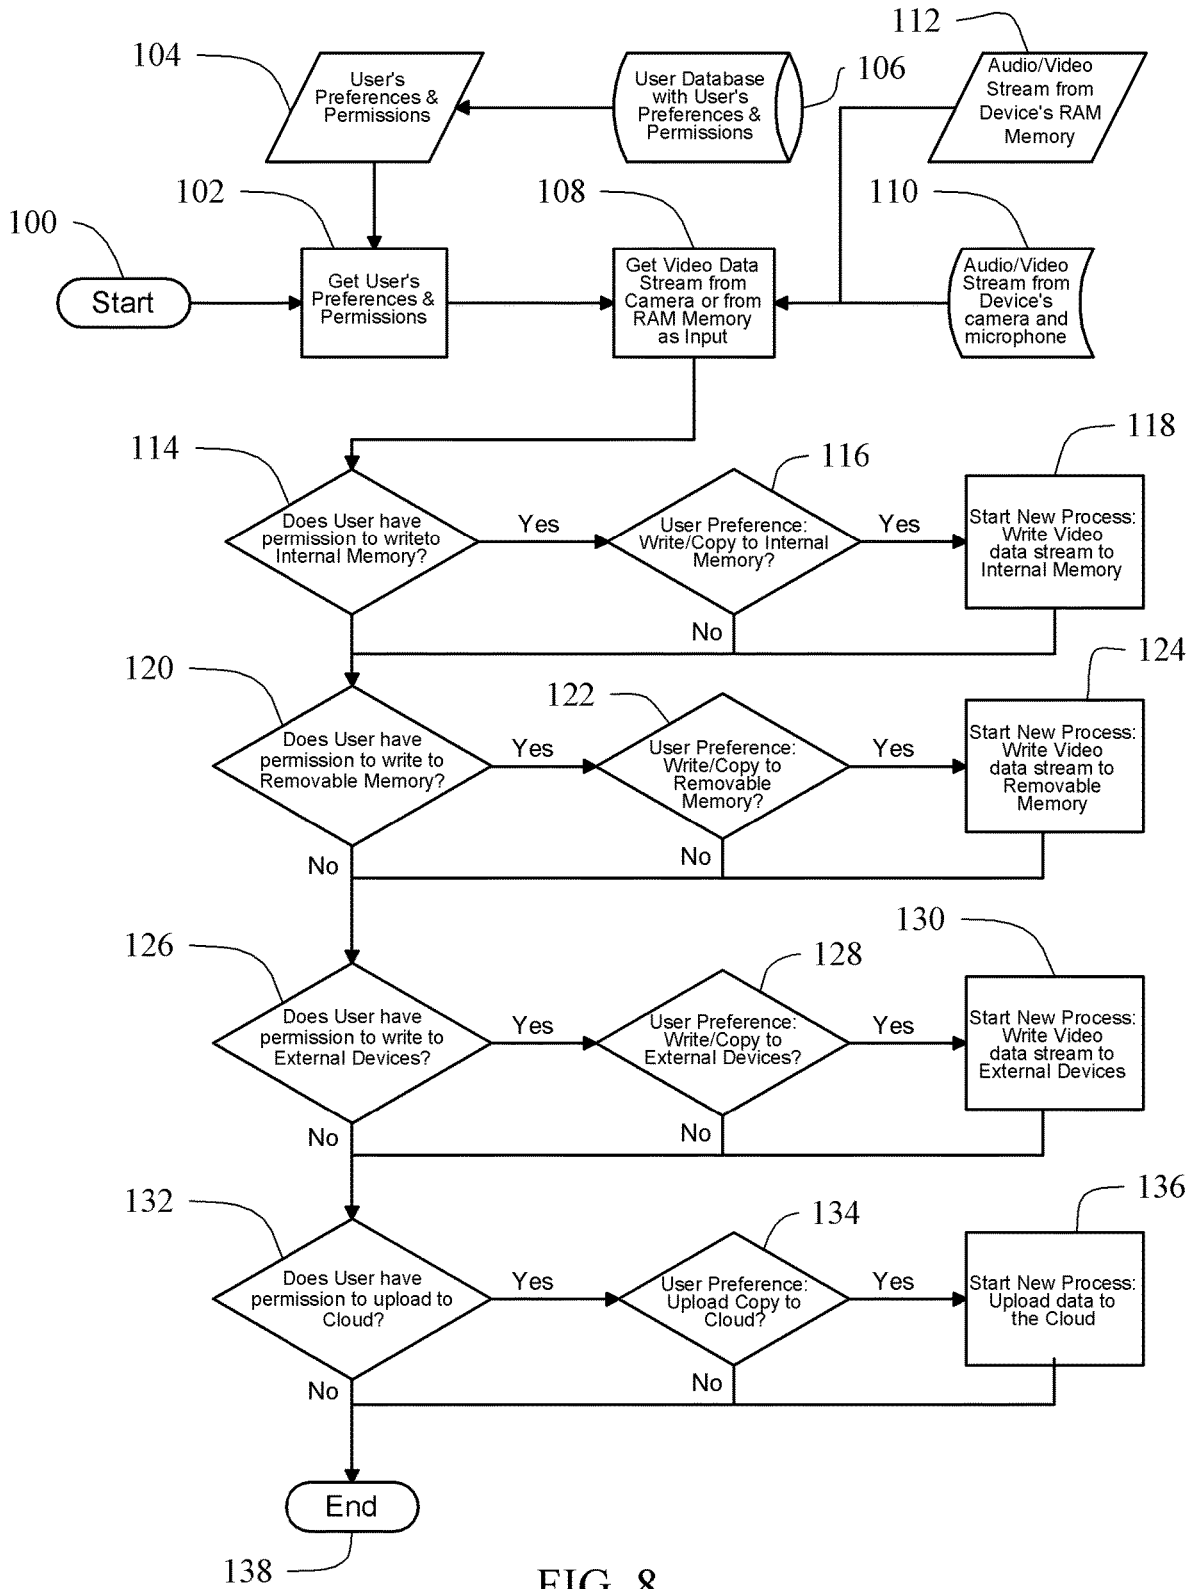 112
104
User's
Preferences &
Permissions
User Database
with User's
Preferences &
Permissions
106
Audio/Video
Stream from
Device's RAM
Memory
102
108
110
100
Start
Get User's
Preferences &
Permissions
Get Video Data
Stream from
Camera or from
RAM Memory
as Input
Audio/Video
Stream from
Device's
camera and
microphone
114
116
118
Does User have
permission to writeto
Internal Memory?
Yes
User Preference:
Write/Copy to Internal
Memory?
Yes
Start New Process:
Write Video
data stream to
Internal Memory
No
120
122
124
Does User have
permission to write to
Removable Memory?
Yes
User Preference:
Write/Copy to
Removable
Memory?
Yes
Start New Process:
Write Video
data stream to
Removable
Memory
No
No
126
128
130
Does User have
permission to write to
External Devices?
Yes
User Preference:
Write/Copy to
External Devices?
Yes
Start New Process:
Write Video
data stream to
External Devices
No
No
132
134
136
Does User have
permission to upload to
Cloud?
Yes
User Preference:
Upload Copy to
Cloud?
Yes
Start New Process:
Upload data to
the Cloud
No
No
End
138
FIG. 8